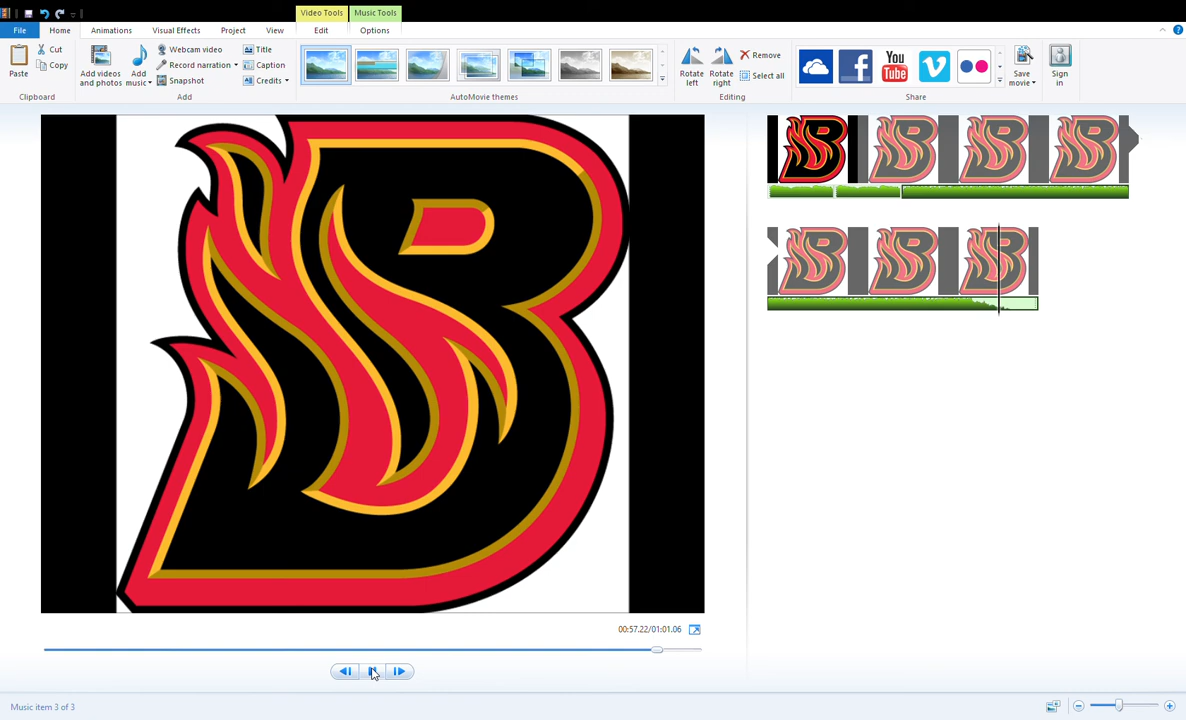 Video Tools Music Tools
File Home Animations Visual Effects Project View Edit Options
Paste
Cut
Copy
Clipboard
Add videos
and photos
Add
music
Webcam video
Record narration
Snapshot
Title
Caption
Credits
Add
AutoMovie themes
Rotate
left
Rotate
right
Remove
Select all
Editing
You
Tube
Share
Save
movie
Sign
in
B
00:57.22/01:01.06
Music item 3 of 3